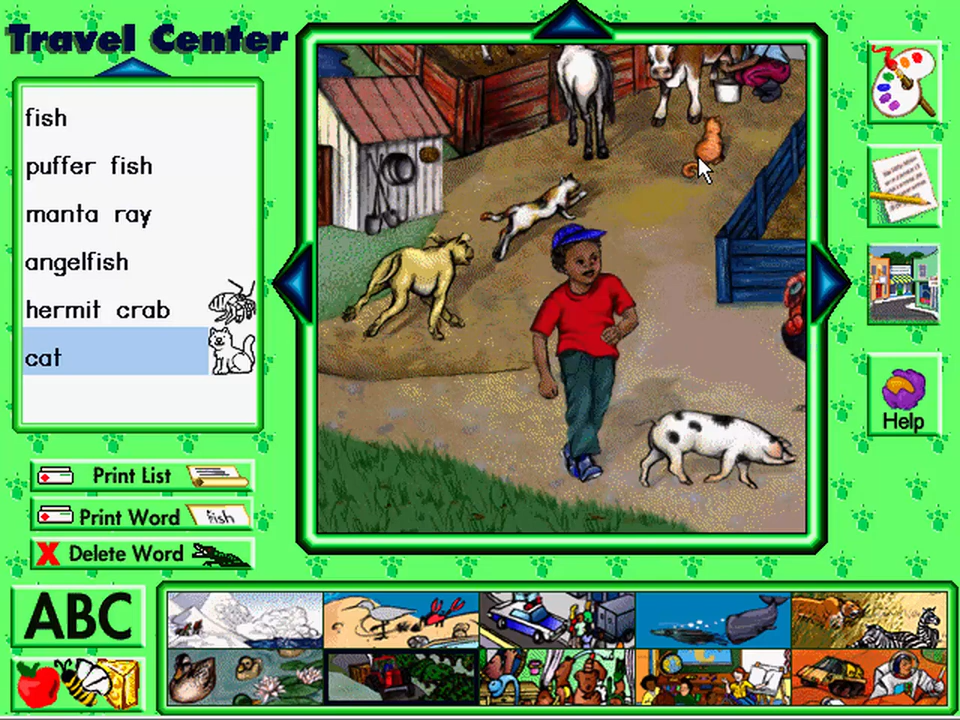 Travel Center
fish
puffer fish
manta ray
angelfish
hermit crab
cat
Print List
Print Word
fish
Delete Word
ABC
Help